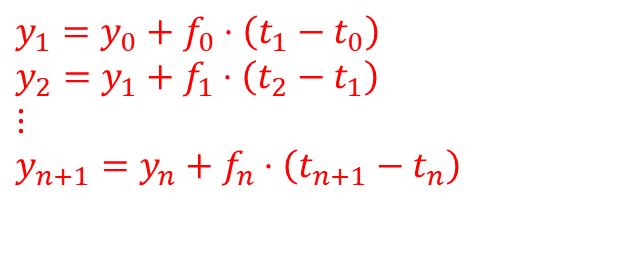 y₁ = y₀ + f₀ · (t₁ − t₀)
y₂ = y₁ + f₁ · (t₂ − t₁)
⋮
yₙ₊₁ = yₙ + fₙ · (tₙ₊₁ − tₙ)